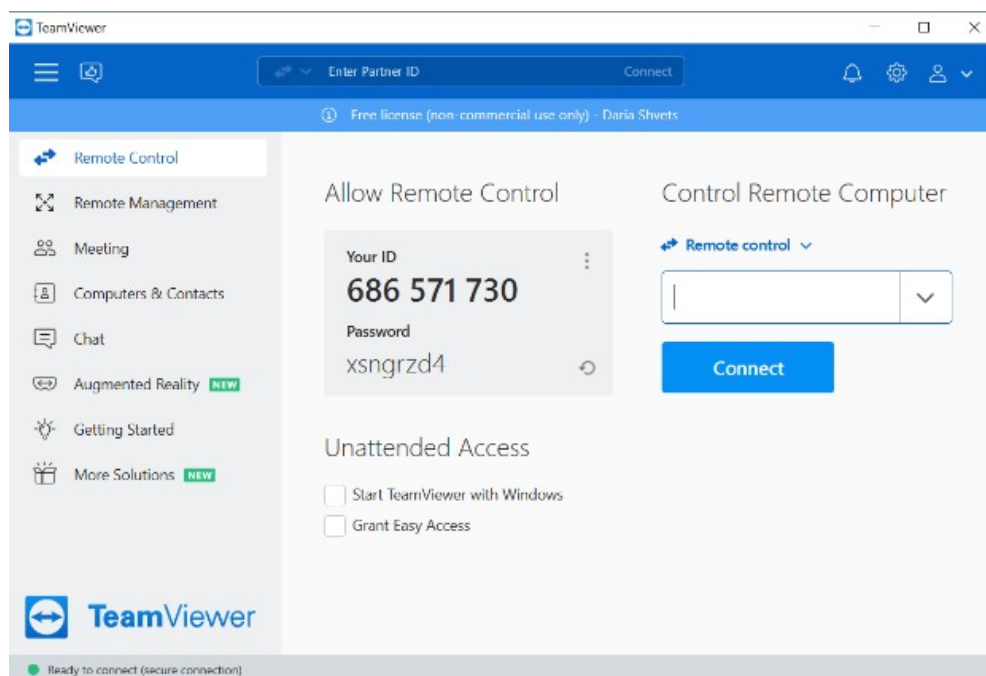 TeamViewer
Enter Partner ID
Connect
Free license (non-commercial use only) - Daria Shvets
Remote Control
Remote Management
Meeting
Computers & Contacts
Chat
Augmented Reality NEW
Getting Started
More Solutions NEW
TeamViewer
Allow Remote Control
Your ID
686 571 730
Password
xsngrzd4
Unattended Access
Start TeamViewer with Windows
Grant Easy Access
Control Remote Computer
Remote control
Connect
Ready to connect (secure connection)